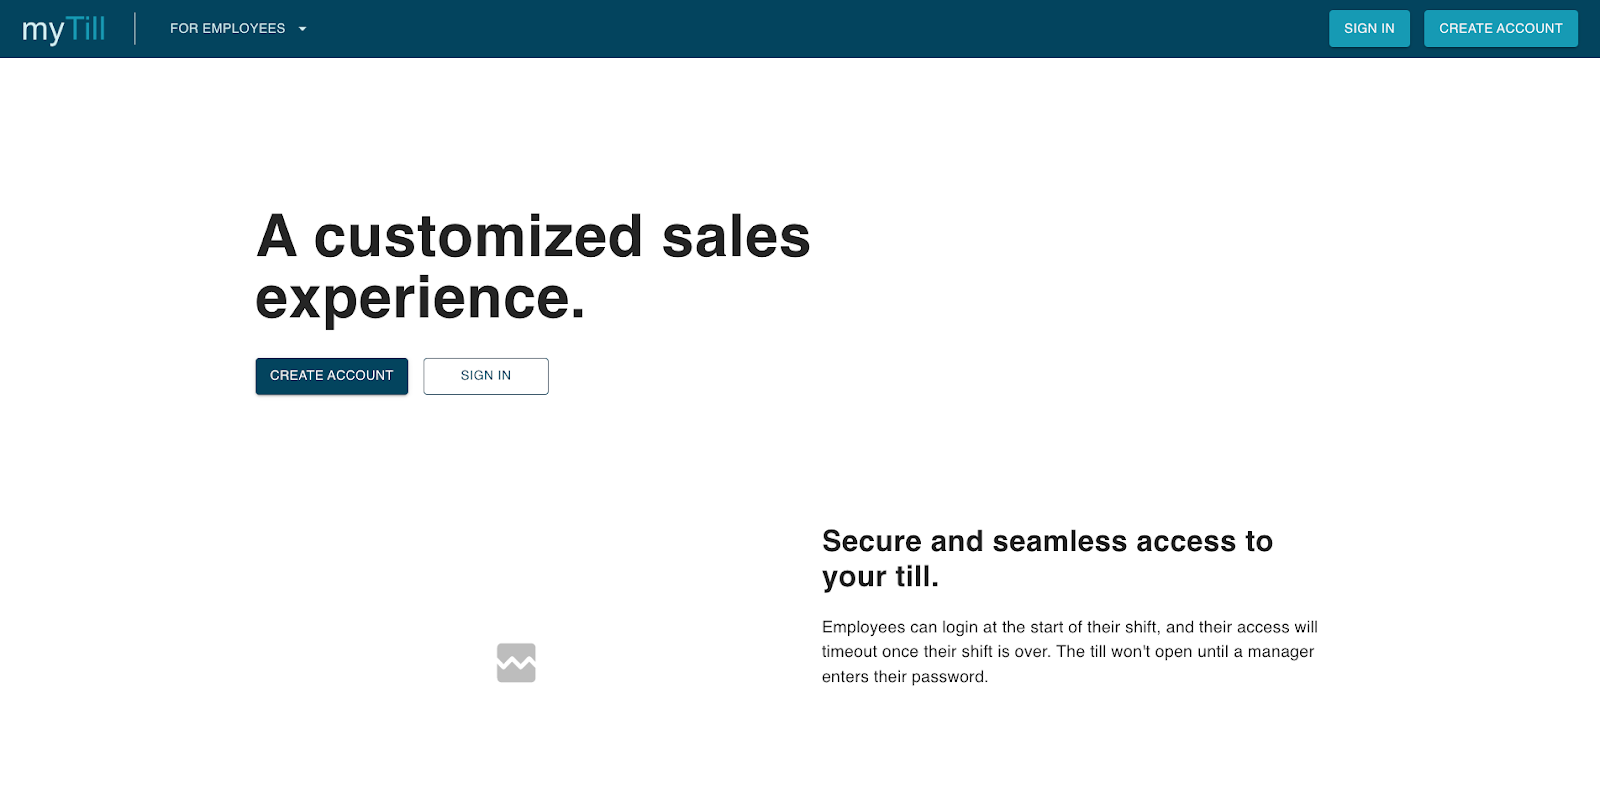 myTill
FOR EMPLOYEES
SIGN IN
CREATE ACCOUNT
A customized sales
experience.
CREATE ACCOUNT
SIGN IN
Secure and seamless access to
your till.
Employees can login at the start of their shift, and their access will
timeout once their shift is over. The till won't open until a manager
enters their password.